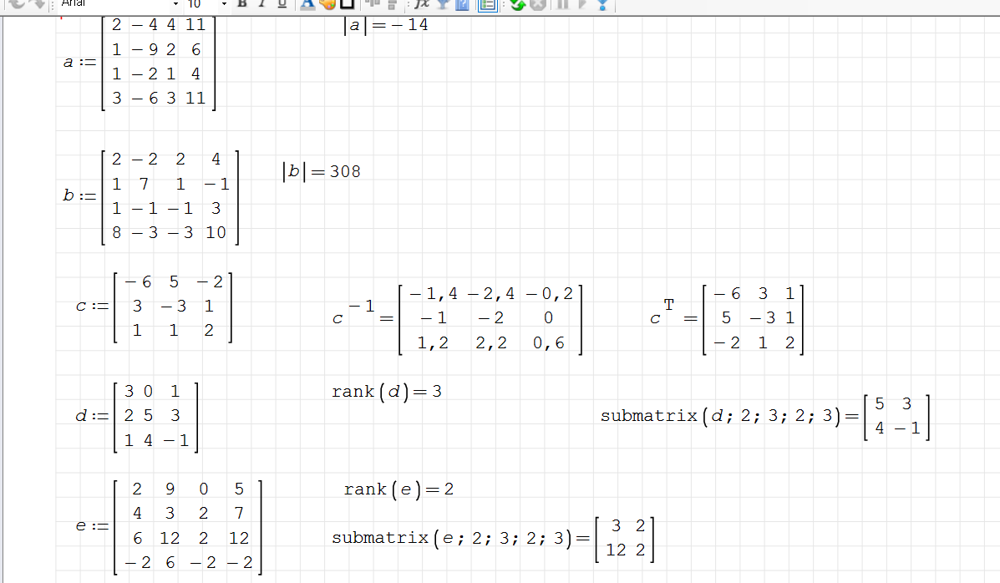 Arial 10 B I U A fx ?
a := [ 2 − 4 4 11
1 − 9 2 6
1 − 2 1 4
3 − 6 3 11 ]
|a| = − 14
b := [ 2 − 2 2 4
1 7 1 − 1
1 − 1 − 1 3
8 − 3 − 3 10 ]
|b| = 308
c := [ − 6 5 − 2
3 − 3 1
1 1 2 ]
c − 1 = [ − 1,4 − 2,4 − 0,2
− 1 − 2 0
1,2 2,2 0,6 ]
c T = [ − 6 3 1
5 − 3 1
− 2 1 2 ]
d := [ 3 0 1
2 5 3
1 4 − 1 ]
rank(d) = 3
submatrix(d; 2; 3; 2; 3) = [ 5 3
4 − 1 ]
e := [ 2 9 0 5
4 3 2 7
6 12 2 12
− 2 6 − 2 − 2 ]
rank(e) = 2
submatrix(e; 2; 3; 2; 3) = [ 3 2
12 2 ]